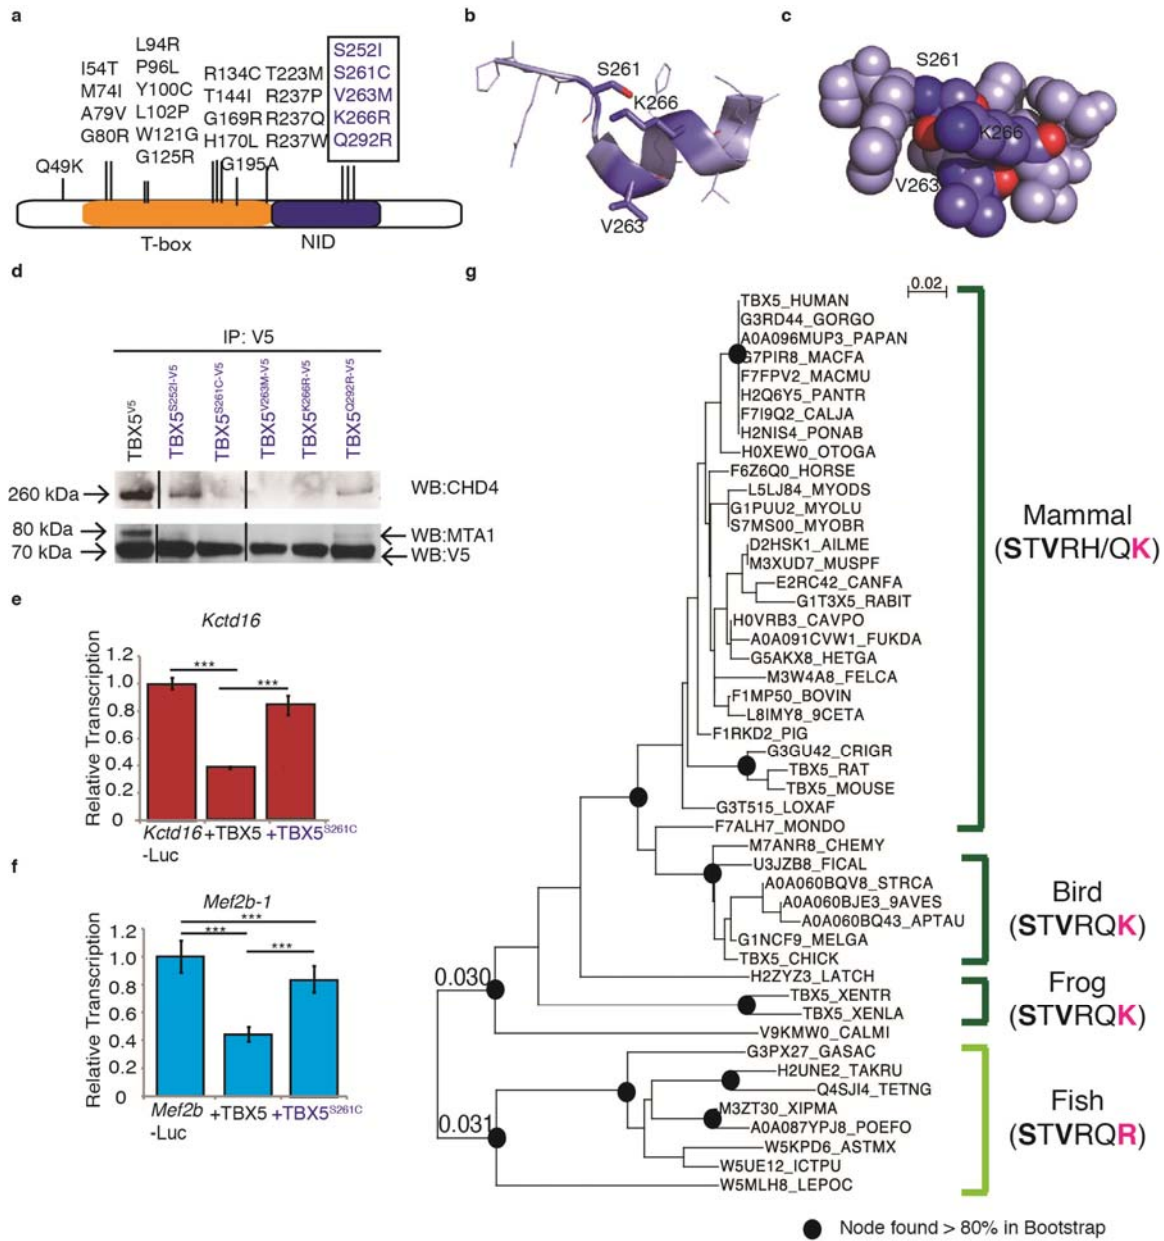 a
L94R
I54T P96L
M74I Y100C
A79V L102P
G80R W121G
G125R
R134C T223M
T144I R237P
G169R R237Q
H170L R237W
G195A
S252I
S261C
V263M
K266R
Q292R
Q49K
T-box
NID
b
S261
K266
V263
c
S261
K266
V263
d
IP: V5
TBX5V5
TBX5S252I-V5
TBX5S261C-V5
TBX5V263M-V5
TBX5K266R-V5
TBX5Q292R-V5
260 kDa
WB:CHD4
80 kDa
WB:MTA1
70 kDa
WB:V5
e
Kctd16
Relative Transcription
1.2
1.0
0.8
0.6
0.4
0.2
0
***
***
Kctd16 +TBX5 +TBX5S261C
-Luc
f
Mef2b-1
Relative Transcription
1.2
1.0
0.8
0.6
0.4
0.2
0
***
***
***
Mef2b +TBX5 +TBX5S261C
-Luc
g
0.02
TBX5_HUMAN
G3RD44_GORGO
A0A096MUP3_PAPAN
G7PIR8_MACFA
F7FPV2_MACMU
H2Q6Y5_PANTR
F7I9Q2_CALJA
H2NIS4_PONAB
H0XEW0_OTOGA
F6Z6Q0_HORSE
L5LJ84_MYODS
G1PUU2_MYOLU
S7MS00_MYOBR
D2HSK1_AILME
M3XUD7_MUSPF
E2RC42_CANFA
G1T3X5_RABIT
H0VRB3_CAVPO
A0A091CVW1_FUKDA
G5AKX8_HETGA
M3W4A8_FELCA
F1MP50_BOVIN
L8IMY8_9CETA
F1RKD2_PIG
G3GU42_CRIGR
TBX5_RAT
TBX5_MOUSE
G3T515_LOXAF
F7ALH7_MONDO
M7ANR8_CHEMY
U3JZB8_FICAL
A0A060BQV8_STRCA
A0A060BJE3_9AVES
A0A060BQ43_APTAU
G1NCF9_MELGA
TBX5_CHICK
H2ZYZ3_LATCH
TBX5_XENTR
TBX5_XENLA
V9KMW0_CALMI
G3PX27_GASAC
H2UNE2_TAKRU
Q4SJI4_TETNG
M3ZT30_XIPMA
A0A087YPJ8_POEFO
W5KPD6_ASTMX
W5UE12_ICTPU
W5MLH8_LEPOC
0.030
0.031
Mammal
(STVRH/QK)
Bird
(STVRQK)
Frog
(STVRQK)
Fish
(STVRQR)
Node found > 80% in Bootstrap